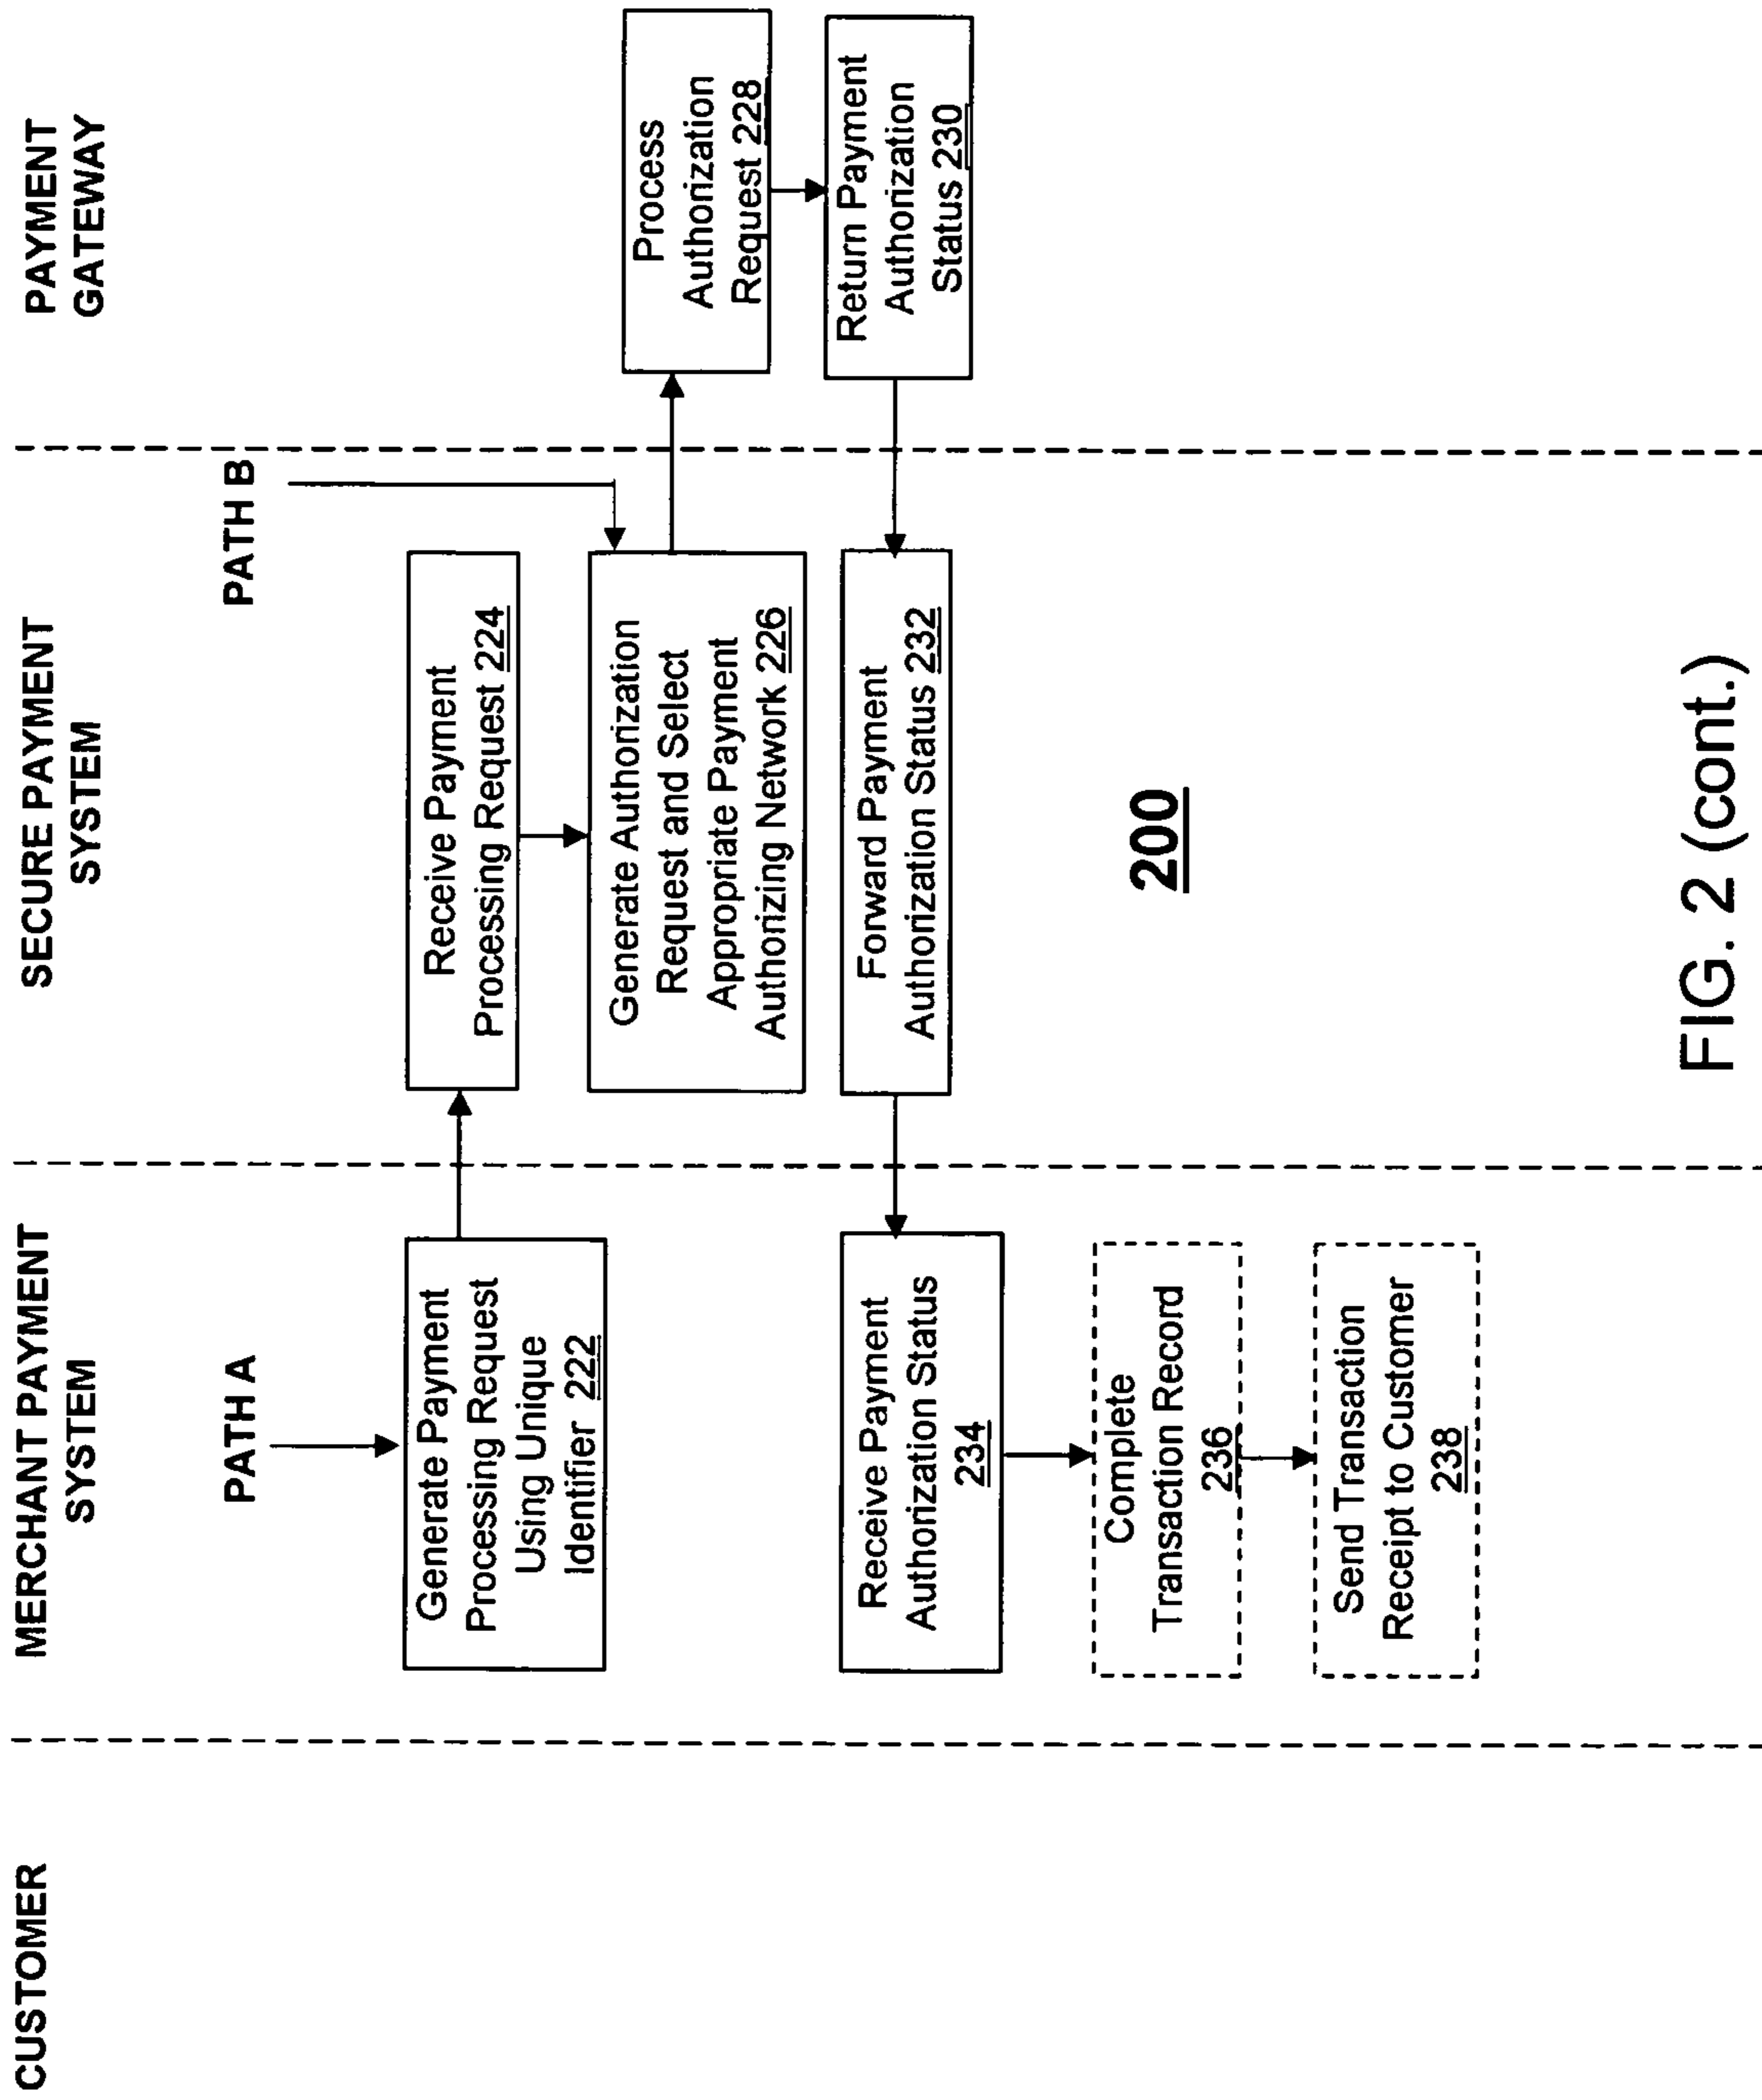 CUSTOMER
MERCHANT PAYMENT
SYSTEM
SECURE PAYMENT
SYSTEM
PAYMENT
GATEWAY
PATH A
PATH B
Generate Payment
Processing Request
Using Unique
Identifier 222
Receive Payment
Processing Request 224
Generate Authorization
Request and Select
Appropriate Payment
Authorizing Network 226
Process
Authorization
Request 228
Return Payment
Authorization
Status 230
Forward Payment
Authorization Status 232
Receive Payment
Authorization Status
234
Complete
Transaction Record
236
Send Transaction
Receipt to Customer
238
200
FIG. 2 (cont.)